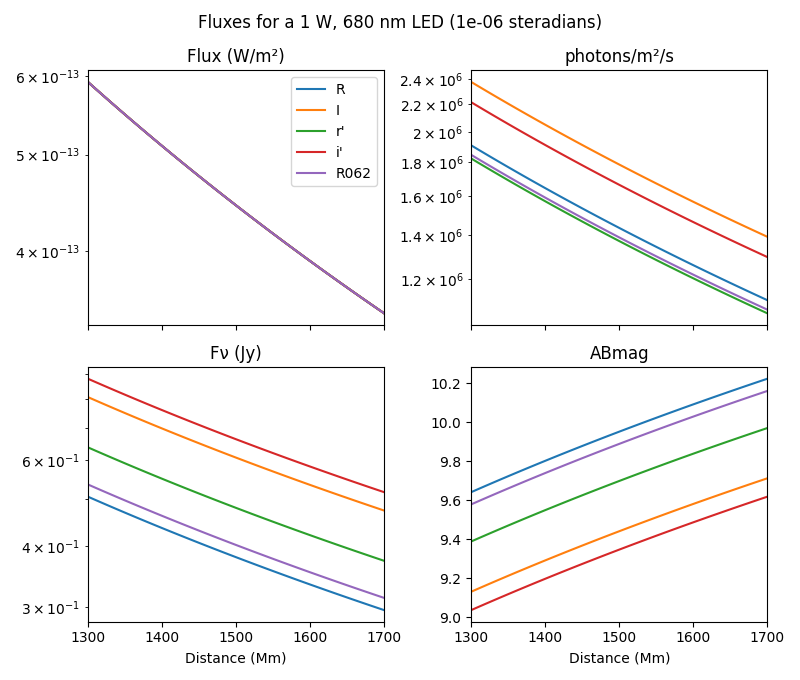 Fluxes for a 1 W, 680 nm LED (1e-06 steradians)
Flux (W/m²)
6 × 10⁻¹³
5 × 10⁻¹³
4 × 10⁻¹³
R
I
r'
i'
R062
photons/m²/s
2.4 × 10⁶
2.2 × 10⁶
2 × 10⁶
1.8 × 10⁶
1.6 × 10⁶
1.4 × 10⁶
1.2 × 10⁶
Fν (Jy)
6 × 10⁻¹
4 × 10⁻¹
3 × 10⁻¹
1300 1400 1500 1600 1700
Distance (Mm)
ABmag
10.2
10.0
9.8
9.6
9.4
9.2
9.0
1300 1400 1500 1600 1700
Distance (Mm)